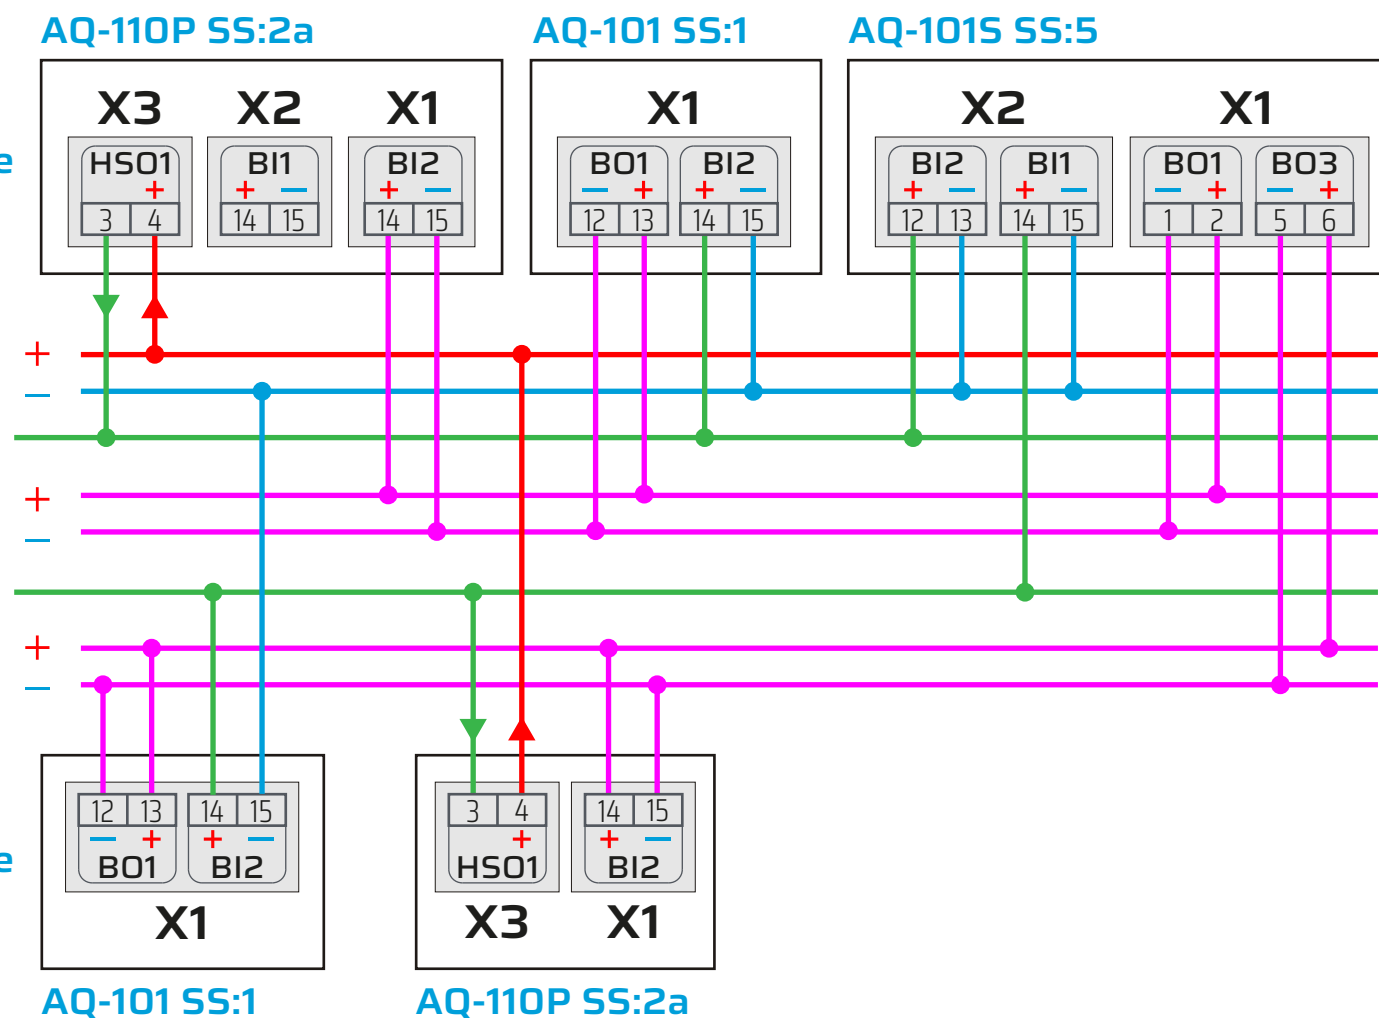 AQ-110P SS:2a AQ-101 SS:1 AQ-101S SS:5
X3 X2 X1 X1 X2 X1
e
HSO1 BI1 BI2 BO1 BI2 BI2 BI1 BO1 BO3
+ + — + — — + + — + — + — — + — +
3 4 14 15 14 15 12 13 14 15 12 13 14 15 1 2 5 6
+
—
+
—
+
—
12 13 14 15 3 4 14 15
— + + — + + —
e
BO1 BI2 HSO1 BI2
X1 X3 X1
AQ-101 SS:1 AQ-110P SS:2a